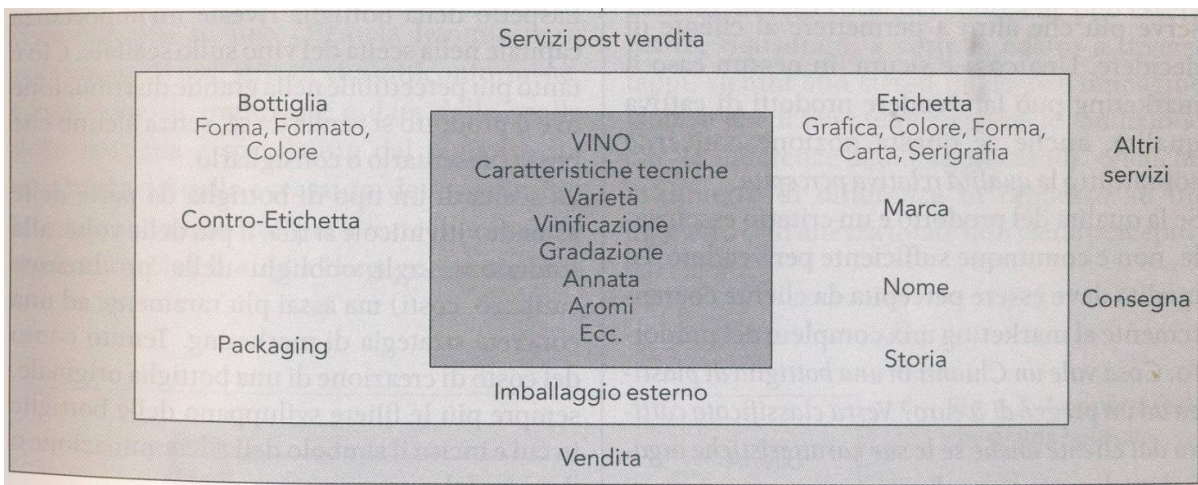 Servizi post vendita
Bottiglia
Forma, Formato,
Colore
Contro-Etichetta
Packaging
VINO
Caratteristiche tecniche
Varietà
Vinificazione
Gradazione
Annata
Aromi
Ecc.
Imballaggio esterno
Etichetta
Grafica, Colore, Forma,
Carta, Serigrafia
Marca
Nome
Storia
Altri
servizi
Consegna
Vendita